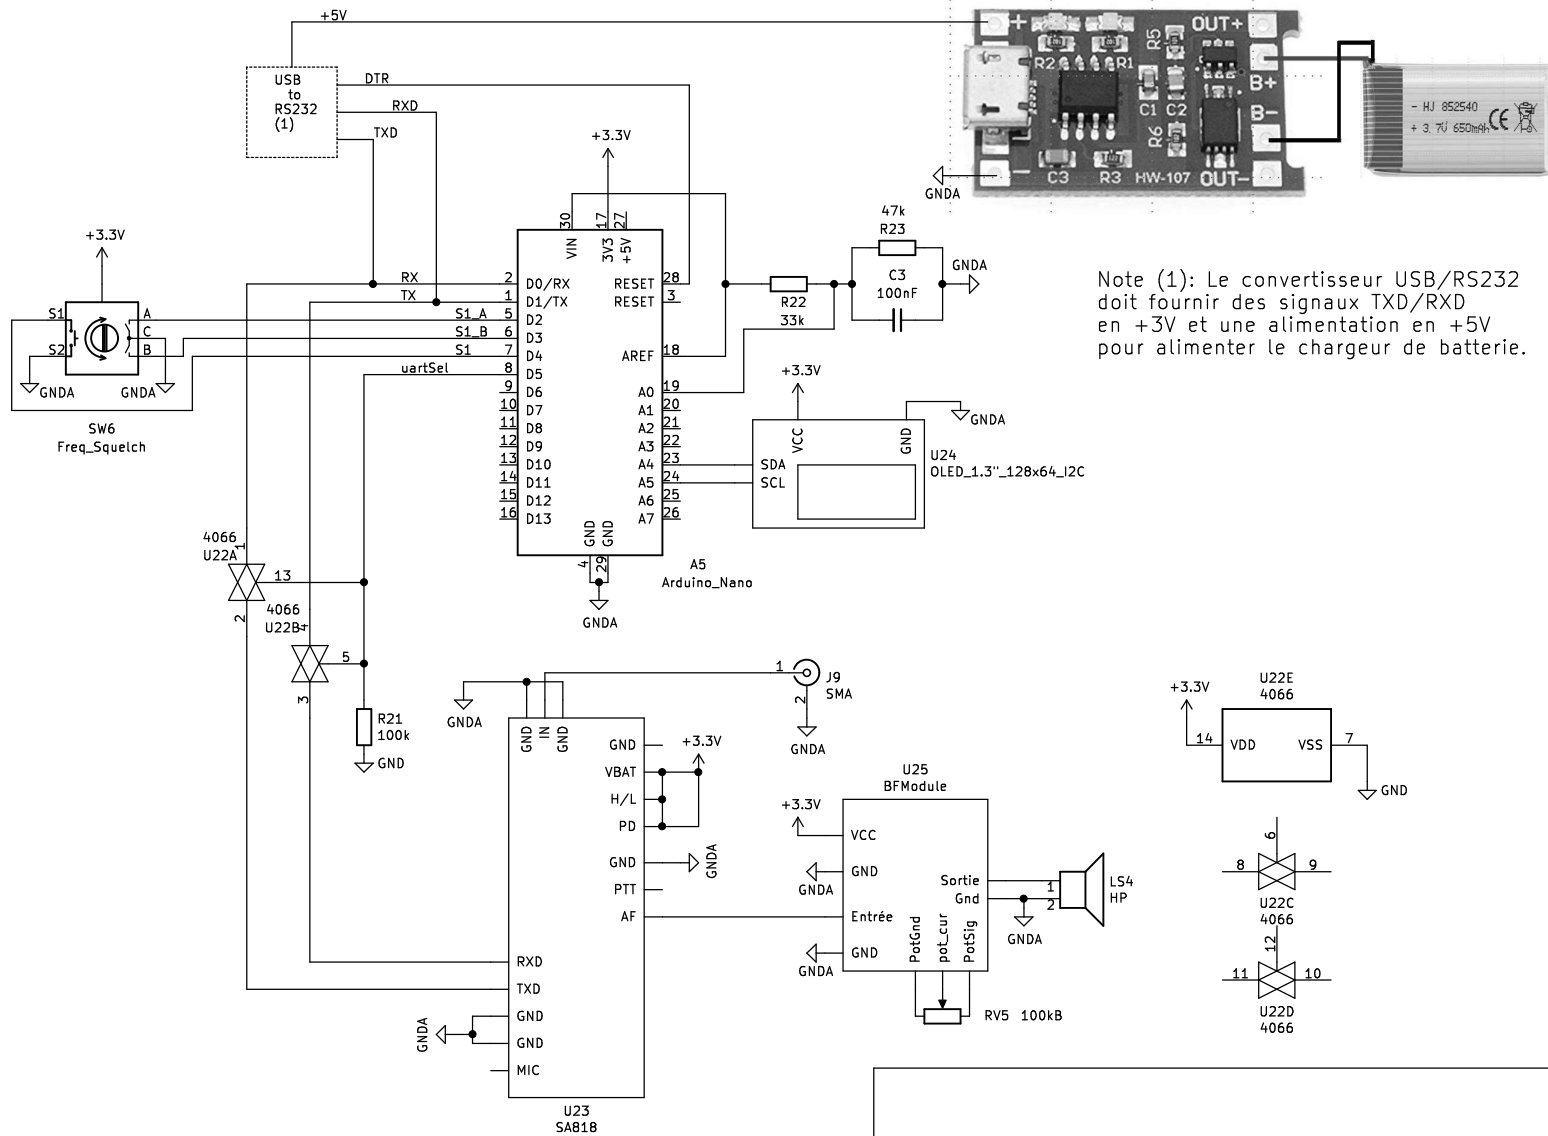 +5V
USB
to
RS232
(1)
DTR
RXD
TXD
+
R2
R1
R5
OUT+
B+
C1
C2
B-
R6
C3
R3
HW-107
OUT-
-
GNDA
- HJ 852540
+ 3.7V 650mAh
CE
+3.3V
30
17
27
VIN
3V3
+5V
+3.3V
S1
S2
A
C
B
GNDA
GNDA
SW6
Freq_Squelch
RX
TX
S1_A
S1_B
S1
uartSel
2 D0/RX
1 D1/TX
5 D2
6 D3
7 D4
8 D5
9 D6
10 D7
11 D8
12 D9
13 D10
14 D11
15 D12
16 D13
RESET 28
RESET 3
AREF 18
A0 19
A1 20
A2 21
A3 22
A4 23
A5 24
A6 25
A7 26
GND
GND
4
29
GNDA
A5
Arduino_Nano
R22
33k
47k
R23
C3
100nF
GNDA
Note (1): Le convertisseur USB/RS232
doit fournir des signaux TXD/RXD
en +3V et une alimentation en +5V
pour alimenter le chargeur de batterie.
+3.3V
VCC
GND
GNDA
SDA
SCL
U24
OLED_1.3"_128x64_I2C
4066
U22A
1
13
2
4066
U22B
4
5
3
R21
100k
GND
GNDA
GND
IN
GND
1
2
J9
SMA
GNDA
GND
VBAT
H/L
PD
GND
PTT
AF
+3.3V
GNDA
RXD
TXD
GND
GND
MIC
GNDA
U23
SA818
U25
BFModule
+3.3V
VCC
GND
GNDA
Entrée
GND
GNDA
Sortie
Gnd
PotGnd
pot_cur
PotSig
1
2
LS4
HP
GNDA
RV5 100kB
U22E
4066
+3.3V
14
VDD
VSS
7
GND
6
8
9
U22C
4066
12
11
10
U22D
4066